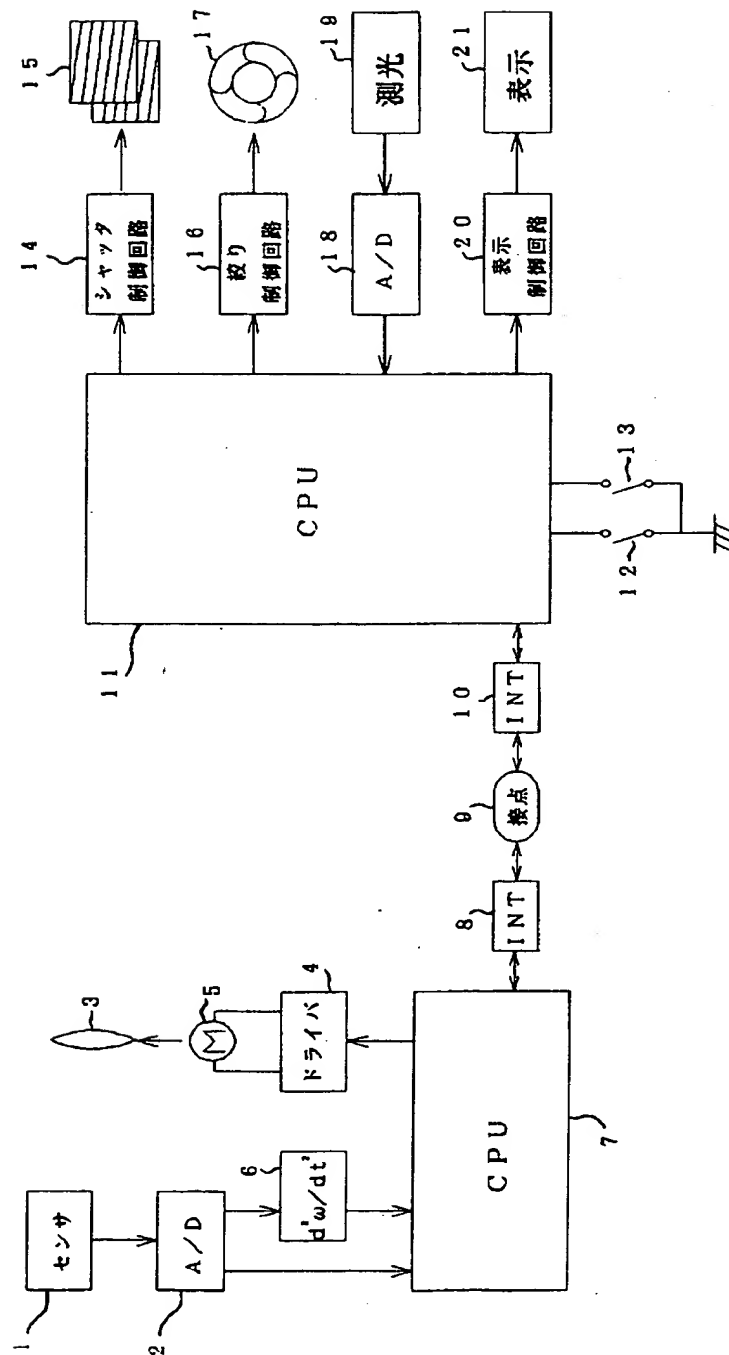 1
センサ
2
A/D
3
4
ドライバ
5
M
6
d²ω/dt²
7
CPU
8
INT
9
接点
10
INT
11
CPU
12
13
14
シャッタ
制御回路
15
16
絞り
制御回路
17
18
A/D
19
測光
20
表示
制御回路
21
表示